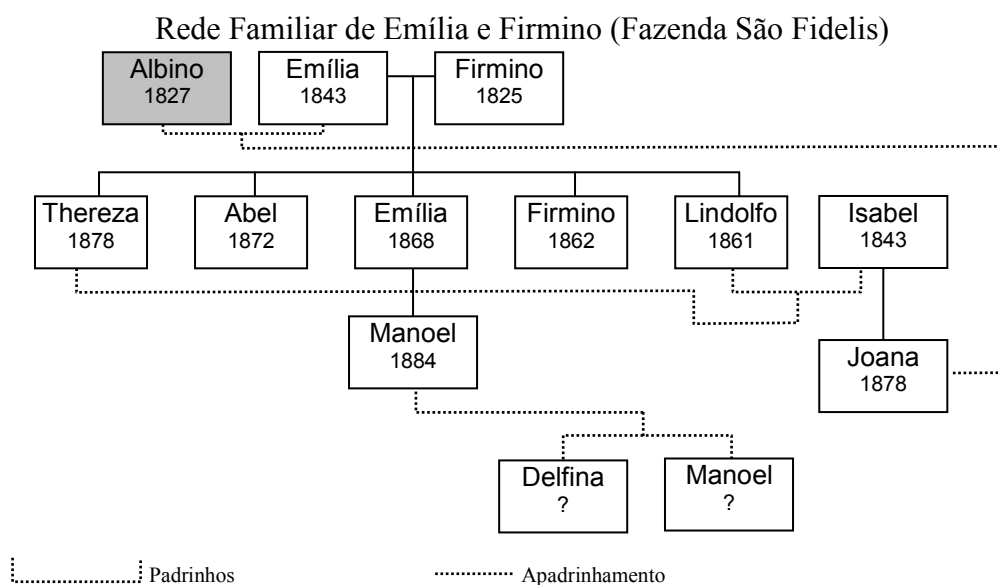 Rede Familiar de Emília e Firmino (Fazenda São Fidelis)
Albino
1827
Emília
1843
Firmino
1825
Thereza
1878
Abel
1872
Emília
1868
Firmino
1862
Lindolfo
1861
Isabel
1843
Manoel
1884
Joana
1878
Delfina
?
Manoel
?
Padrinhos
Apadrinhamento